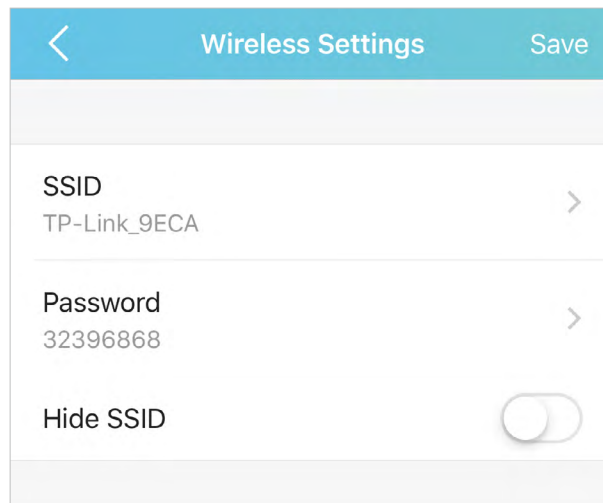 Wireless Settings Save
SSID
TP-Link_9ECA
Password
32396868
Hide SSID